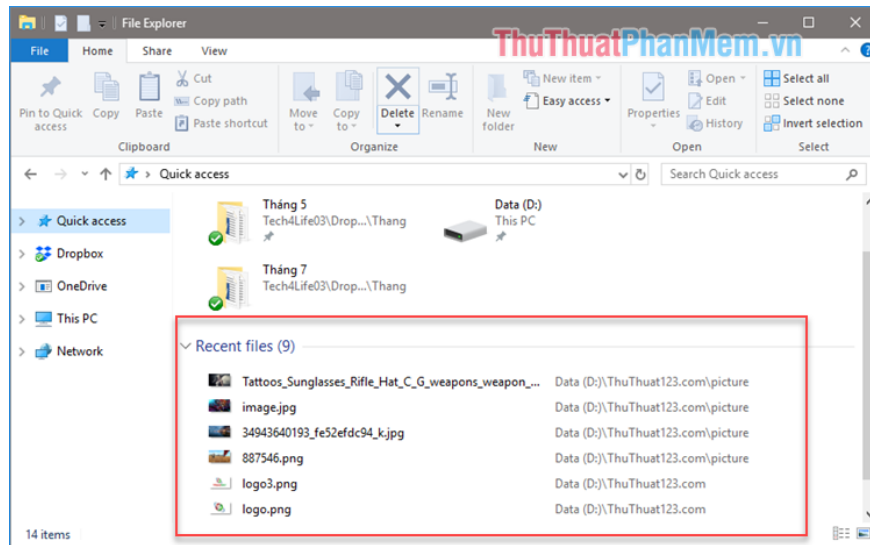 File Explorer
ThuThuatPhanMem.vn
File Home Share View
Pin to Quick access
Copy
Paste
Cut
Copy path
Paste shortcut
Move to
Copy to
Delete
Rename
New folder
New item
Easy access
Properties
Open
Edit
History
Select all
Select none
Invert selection
Clipboard Organize New Open Select
Quick access
Search Quick access
Quick access
Dropbox
OneDrive
This PC
Network
Tháng 5
Tech4Life03\Drop...\Thang
Data (D:)
This PC
Tháng 7
Tech4Life03\Drop...\Thang
Recent files (9)
Tattoos_Sunglasses_Rifle_Hat_C_G_weapons_weapon_... Data (D:)\ThuThuat123.com\picture
image.jpg Data (D:)\ThuThuat123.com\picture
34943640193_fe52efdc94_k.jpg Data (D:)\ThuThuat123.com\picture
887546.png Data (D:)\ThuThuat123.com\picture
logo3.png Data (D:)\ThuThuat123.com
logo.png Data (D:)\ThuThuat123.com
14 items